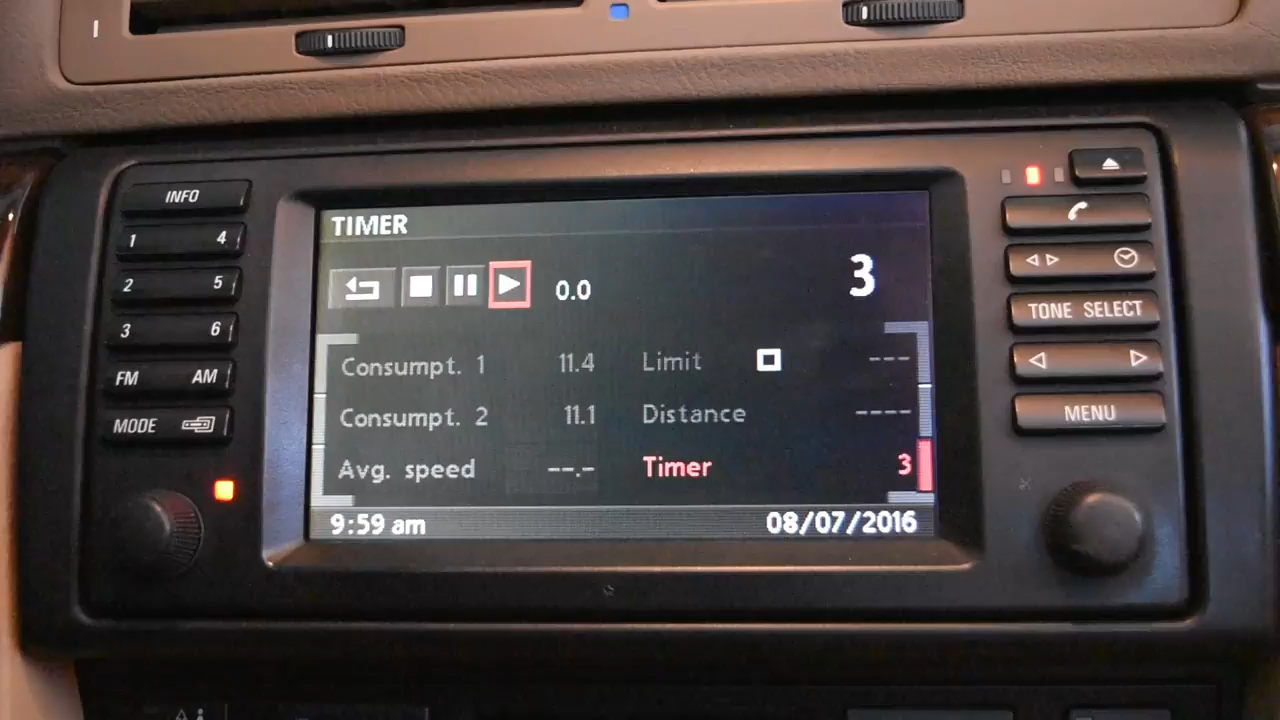 INFO
1 4
2 5
3 6
FM AM
MODE
TIMER
0.0 3
Consumpt. 1 11.4 Limit ---
Consumpt. 2 11.1 Distance ----
Avg. speed --.- Timer 3
9:59 am 08/07/2016
TONE SELECT
MENU